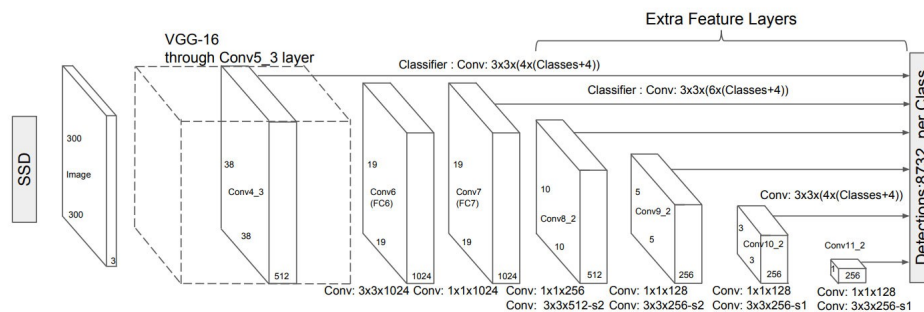 Extra Feature Layers
VGG-16
through Conv5_3 layer
Classifier : Conv: 3x3x(4x(Classes+4))
Classifier : Conv: 3x3x(6x(Classes+4))
SSD
300
Image
300
3
38
Conv4_3
38
512
19
Conv6
(FC6)
19
1024
19
Conv7
(FC7)
19
1024
10
Conv8_2
10
512
5
Conv9_2
5
256
Conv: 3x3x(4x(Classes+4))
3
Conv10_2
3
256
Conv11_2
1
256
Detections:8732 per Class
Conv: 3x3x1024
Conv: 1x1x1024
Conv: 1x1x256
Conv: 3x3x512-s2
Conv: 1x1x128
Conv: 3x3x256-s2
Conv: 1x1x128
Conv: 3x3x256-s1
Conv: 1x1x128
Conv: 3x3x256-s1